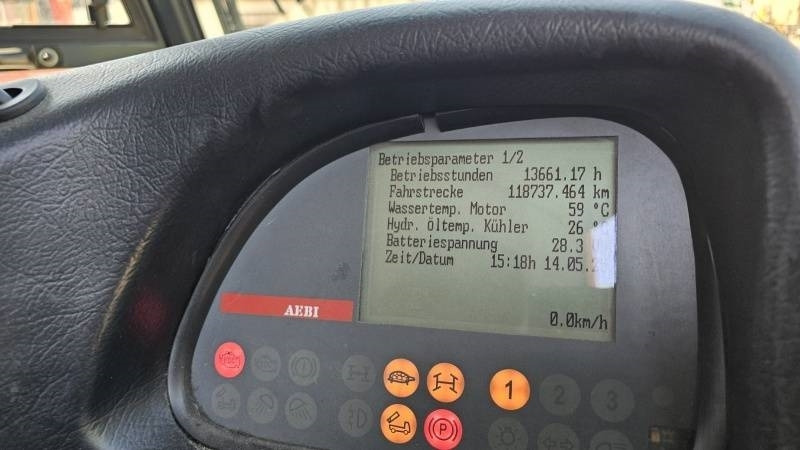 Betriebsparameter 1/2
Betriebsstunden 13661.17 h
Fahrstrecke 118737.464 km
Wassertemp. Motor 59 °C
Hydr. öltemp. Kühler 26 °
Batteriespannung 28.3
Zeit/Datum 15:18h 14.05.
0.0km/h
AEBI
1 2 3
P